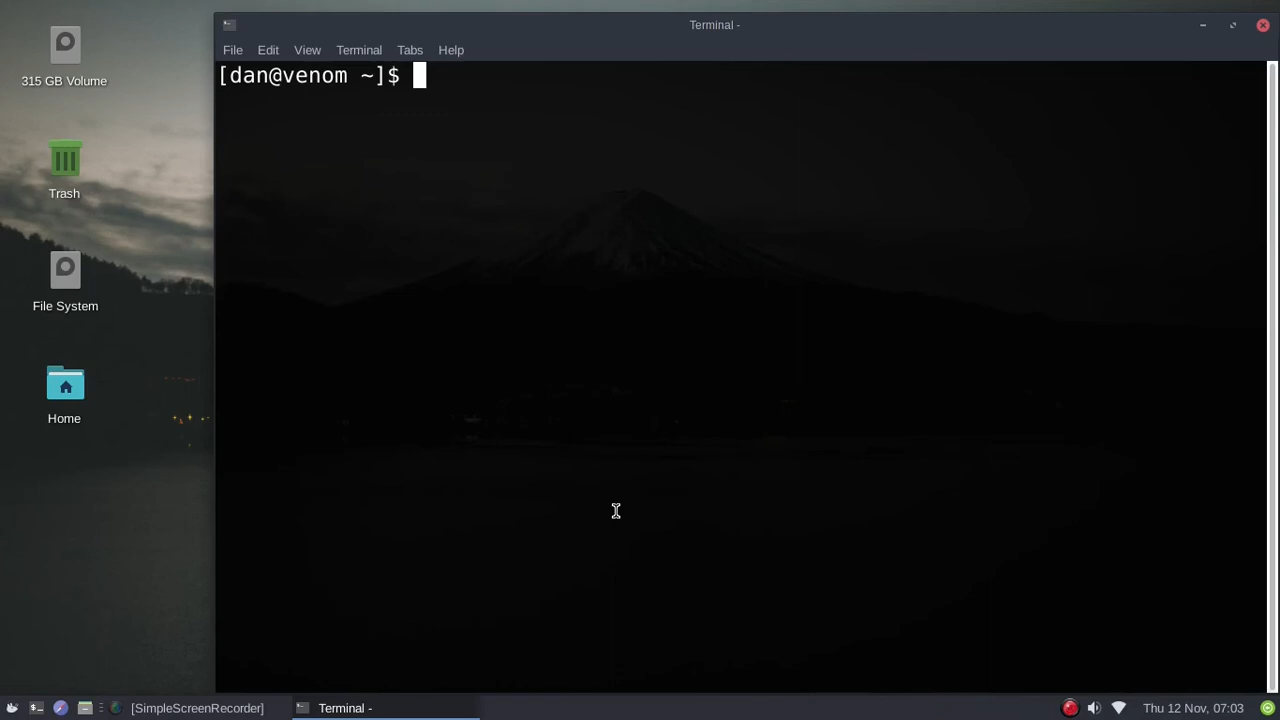 Terminal -
File Edit View Terminal Tabs Help
[dan@venom ~]$
315 GB Volume
Trash
File System
Home
[SimpleScreenRecorder]
Terminal -
Thu 12 Nov, 07:03